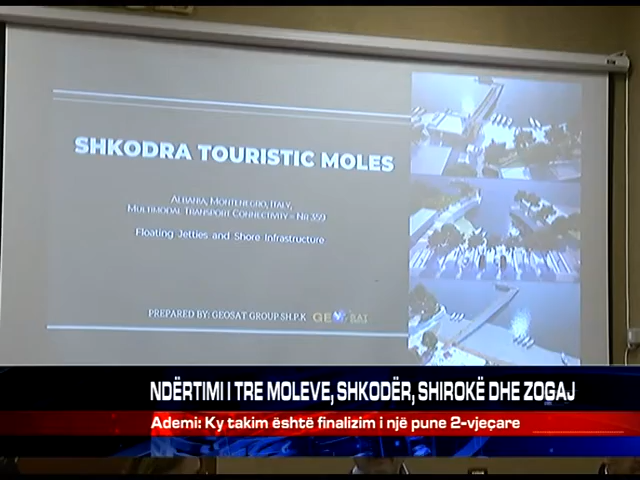 SHKODRA TOURISTIC MOLES
ALBANIA, MONTENEGRO, ITALY,
MULTIMODAL TRANSPORT CONNECTIVITY – NR 359
Floating Jetties and Shore Infrastructure
PREPARED BY: GEOSAT GROUP SH.P.K
NDËRTIMI I TRE MOLEVE, SHKODËR, SHIROKË DHE ZOGAJ
Ademi: Ky takim është finalizim i një pune 2-vjeçare